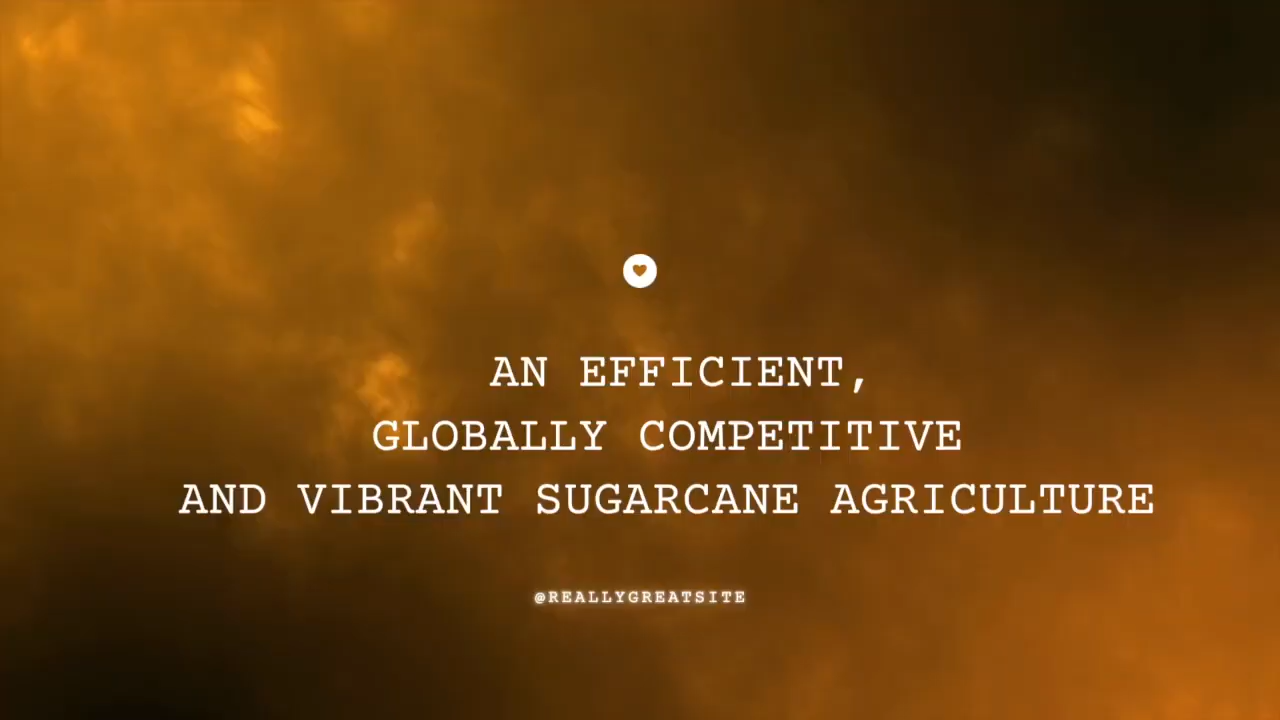 AN EFFICIENT,
GLOBALLY COMPETITIVE
AND VIBRANT SUGARCANE AGRICULTURE
@REALLYGREATSITE